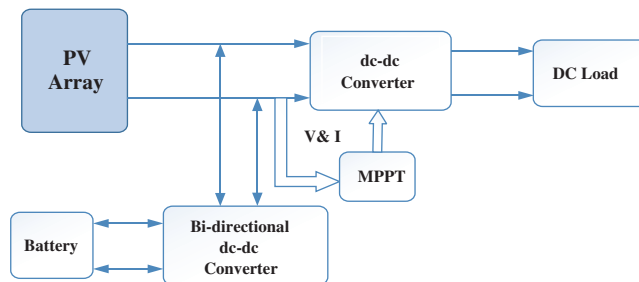 PV
Array
dc-dc
Converter
DC Load
V& I
MPPT
Battery
Bi-directional
dc-dc
Converter